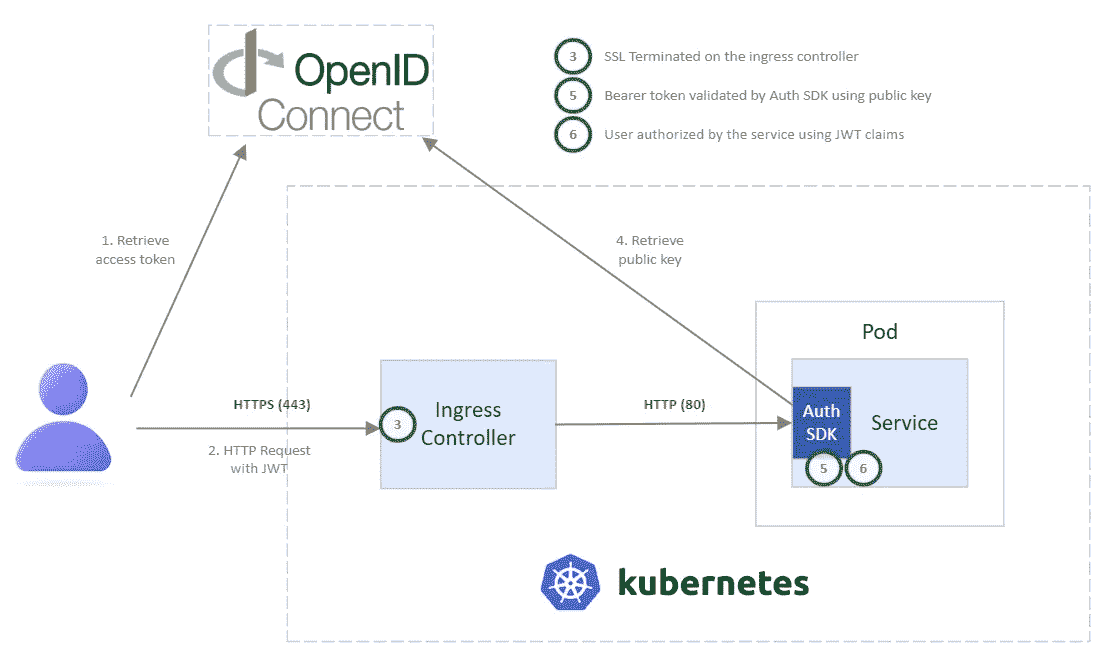 OpenID
Connect
3 SSL Terminated on the ingress controller
5 Bearer token validated by Auth SDK using public key
6 User authorized by the service using JWT claims
1. Retrieve
access token
4. Retrieve
public key
Pod
HTTPS (443)
2. HTTP Request
with JWT
3
Ingress
Controller
HTTP (80)
Auth
SDK
Service
5
6
kubernetes